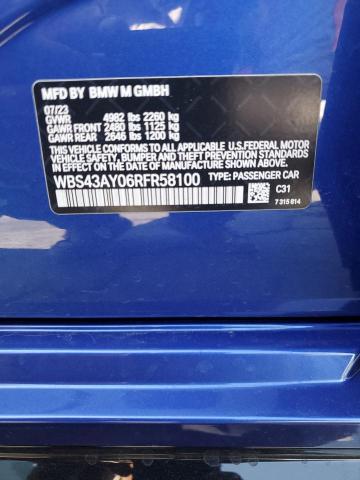 MFD BY BMW M GMBH
07/23
GVWR 4982 lbs 2260 kg
GAWR FRONT 2480 lbs 1125 kg
GAWR REAR 2646 lbs 1200 kg
THIS VEHICLE CONFORMS TO ALL APPLICABLE U.S.FEDERAL MOTOR
VEHICLE SAFETY, BUMPER, AND THEFT PREVENTION STANDARDS
IN EFFECT ON THE DATE OF MANUFACTURE SHOWN ABOVE.
WBS43AY06RFR58100 TYPE: PASSENGER CAR
C31
7 315 614